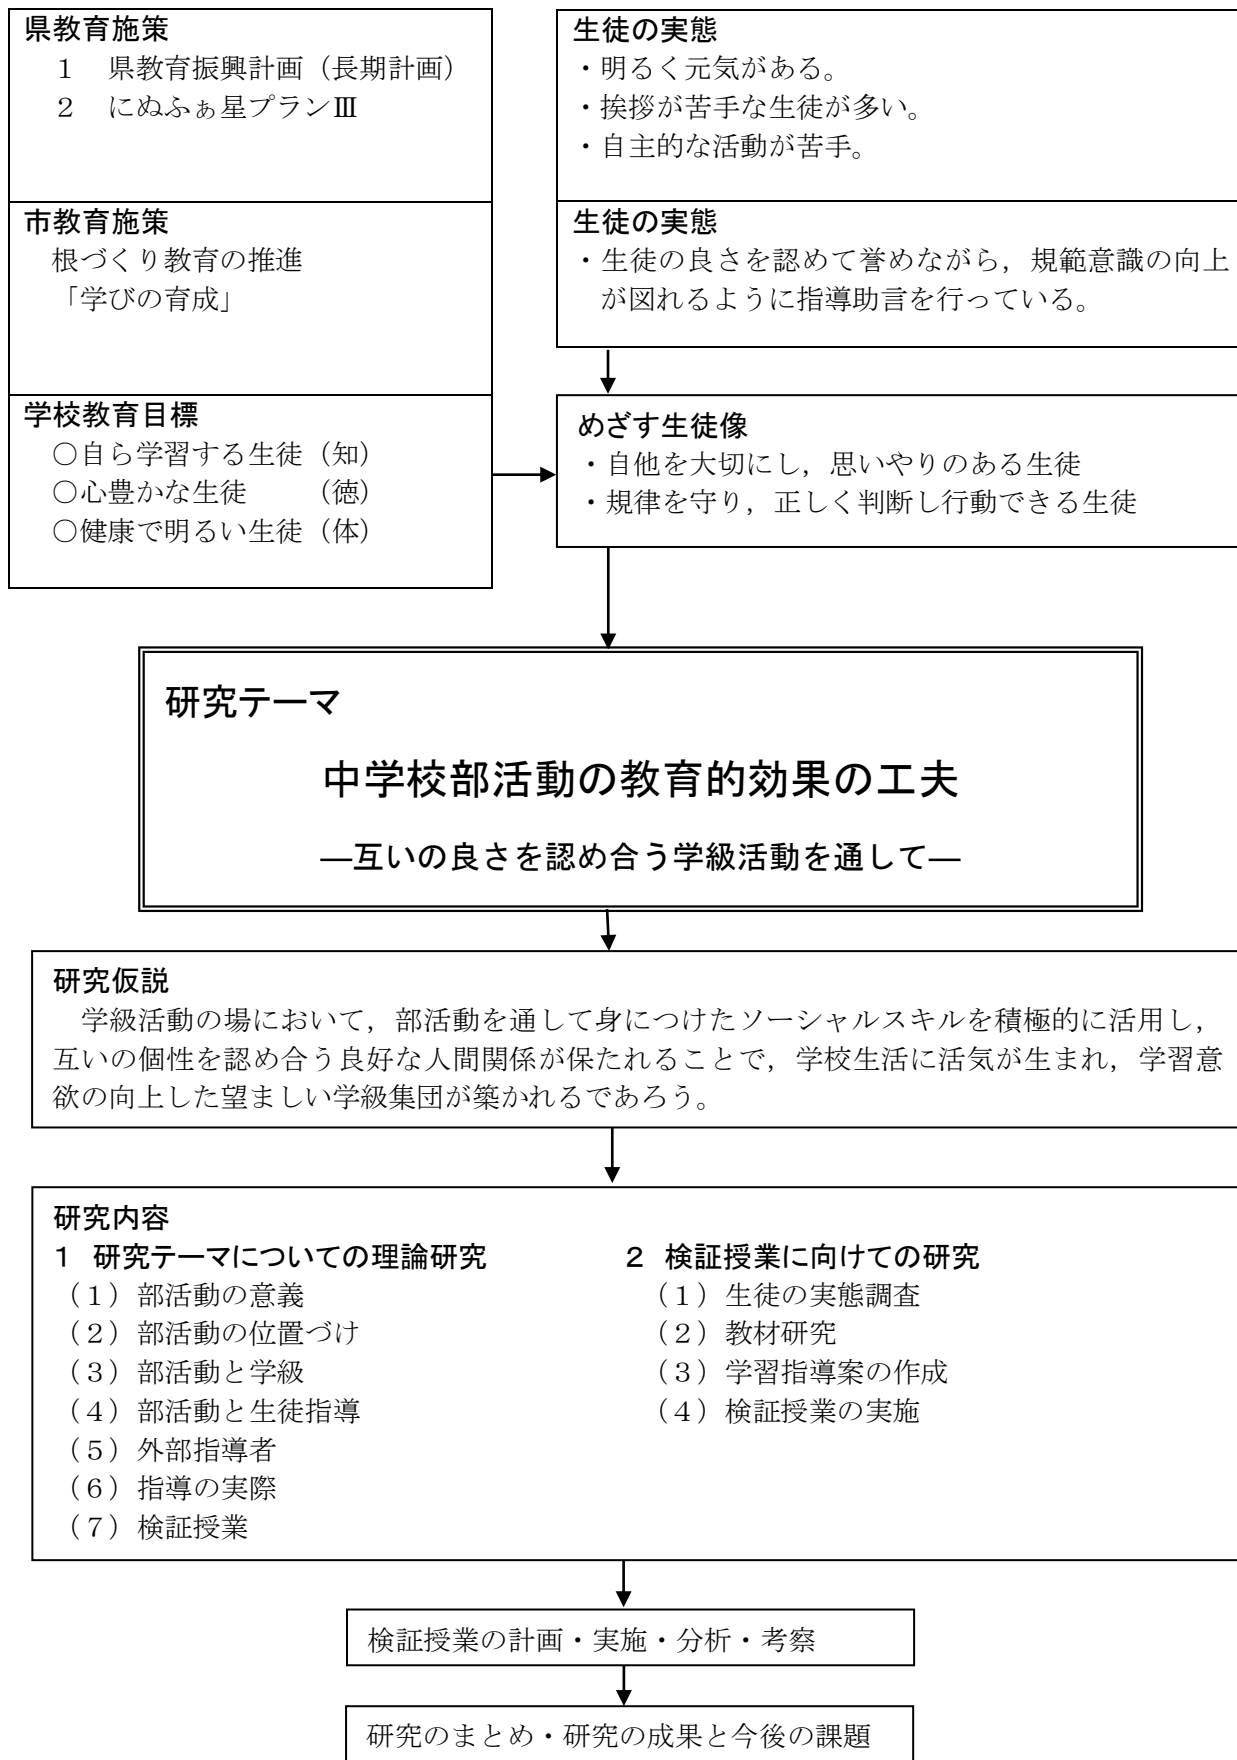 県教育施策
１　県教育振興計画（長期計画）
２　にぬふぁ星プランⅢ
市教育施策
根づくり教育の推進
「学びの育成」
学校教育目標
○自ら学習する生徒（知）
○心豊かな生徒　　（徳）
○健康で明るい生徒（体）
生徒の実態
・明るく元気がある。
・挨拶が苦手な生徒が多い。
・自主的な活動が苦手。
生徒の実態
・生徒の良さを認めて誉めながら，規範意識の向上
が図れるように指導助言を行っている。
めざす生徒像
・自他を大切にし，思いやりのある生徒
・規律を守り，正しく判断し行動できる生徒
研究テーマ
中学校部活動の教育的効果の工夫
―互いの良さを認め合う学級活動を通して―
研究仮説
学級活動の場において，部活動を通して身につけたソーシャルスキルを積極的に活用し，
互いの個性を認め合う良好な人間関係が保たれることで，学校生活に活気が生まれ，学習意
欲の向上した望ましい学級集団が築かれるであろう。
研究内容
１　研究テーマについての理論研究
（１）部活動の意義
（２）部活動の位置づけ
（３）部活動と学級
（４）部活動と生徒指導
（５）外部指導者
（６）指導の実際
（７）検証授業
２　検証授業に向けての研究
（１）生徒の実態調査
（２）教材研究
（３）学習指導案の作成
（４）検証授業の実施
検証授業の計画・実施・分析・考察
研究のまとめ・研究の成果と今後の課題